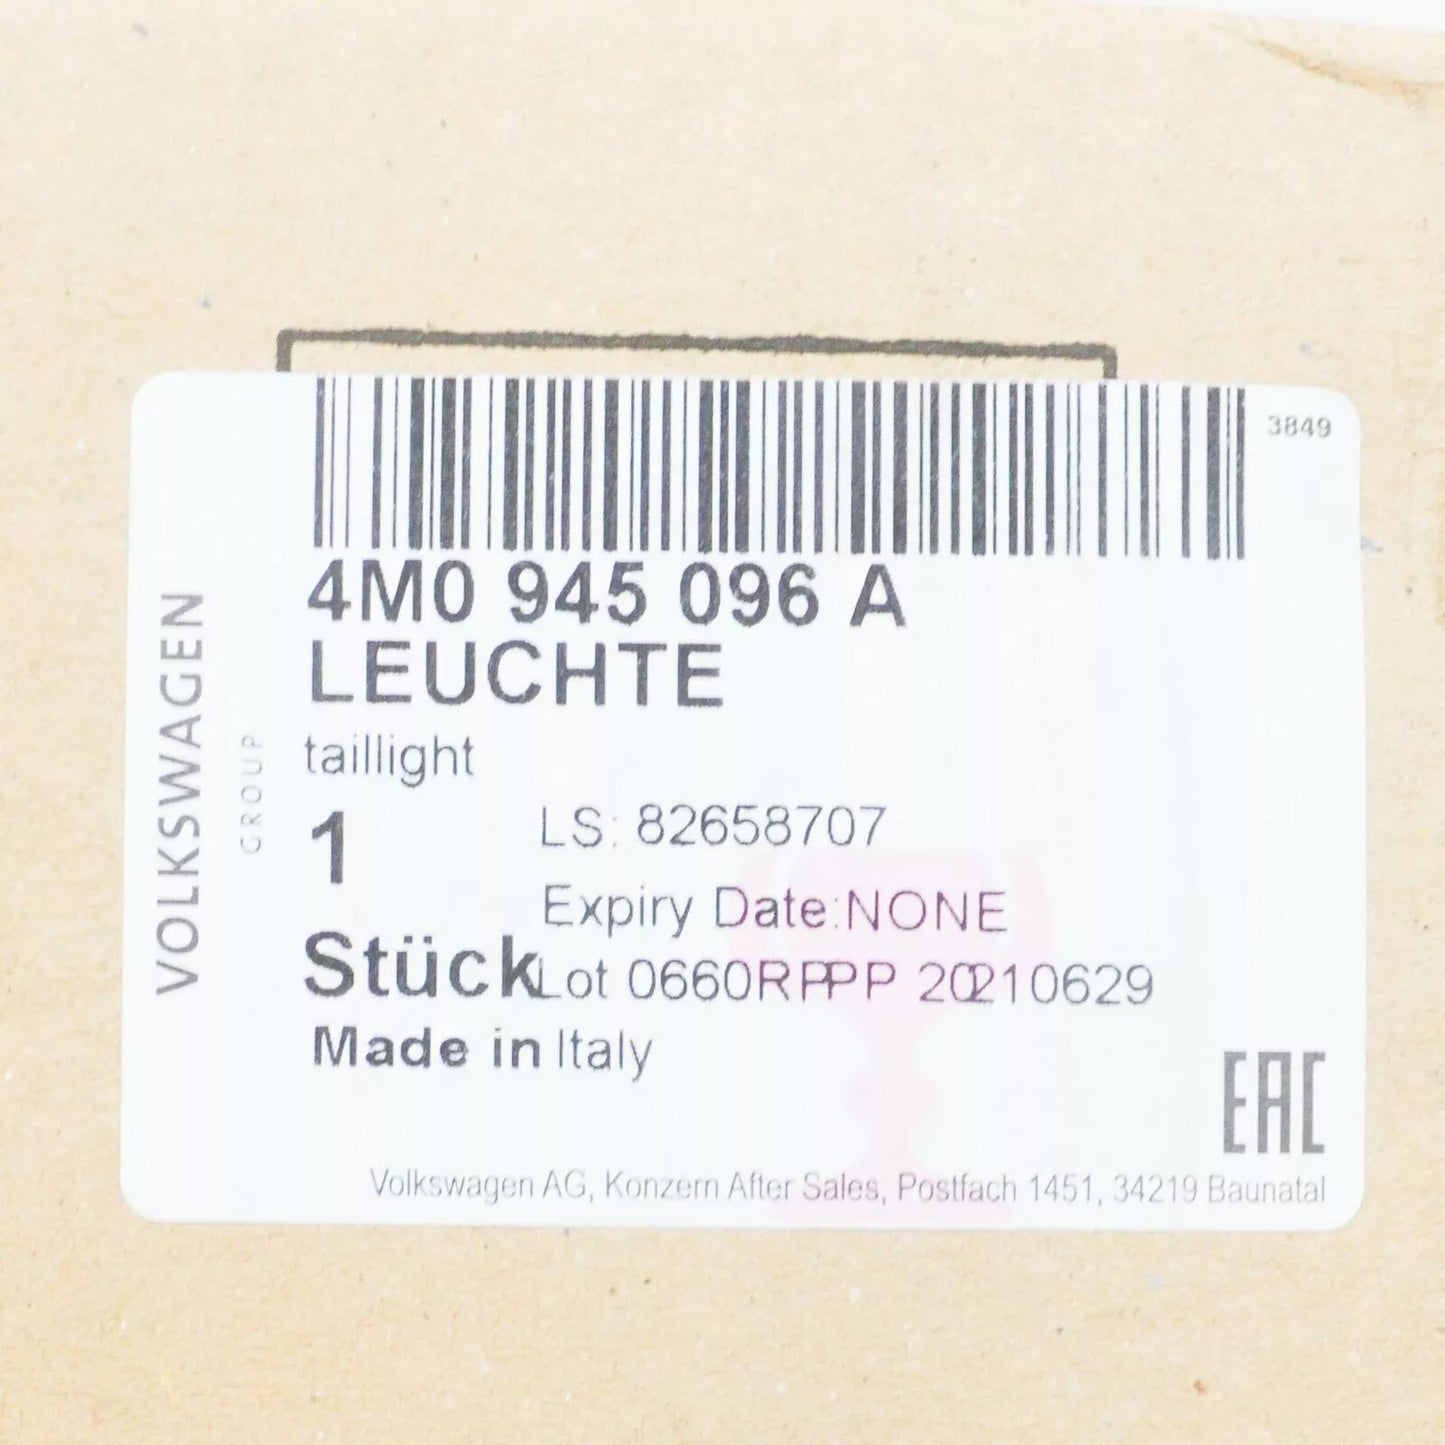 3849
4M0 945 096 A
LEUCHTE
taillight
1
LS: 82658707
Expiry Date:NONE
Stück
Lot 0660RPPP 20210629
Made in Italy
EAC
Volkswagen AG, Konzern After Sales, Postfach 1451, 34219 Baunatal
VOLKSWAGEN
GROUP